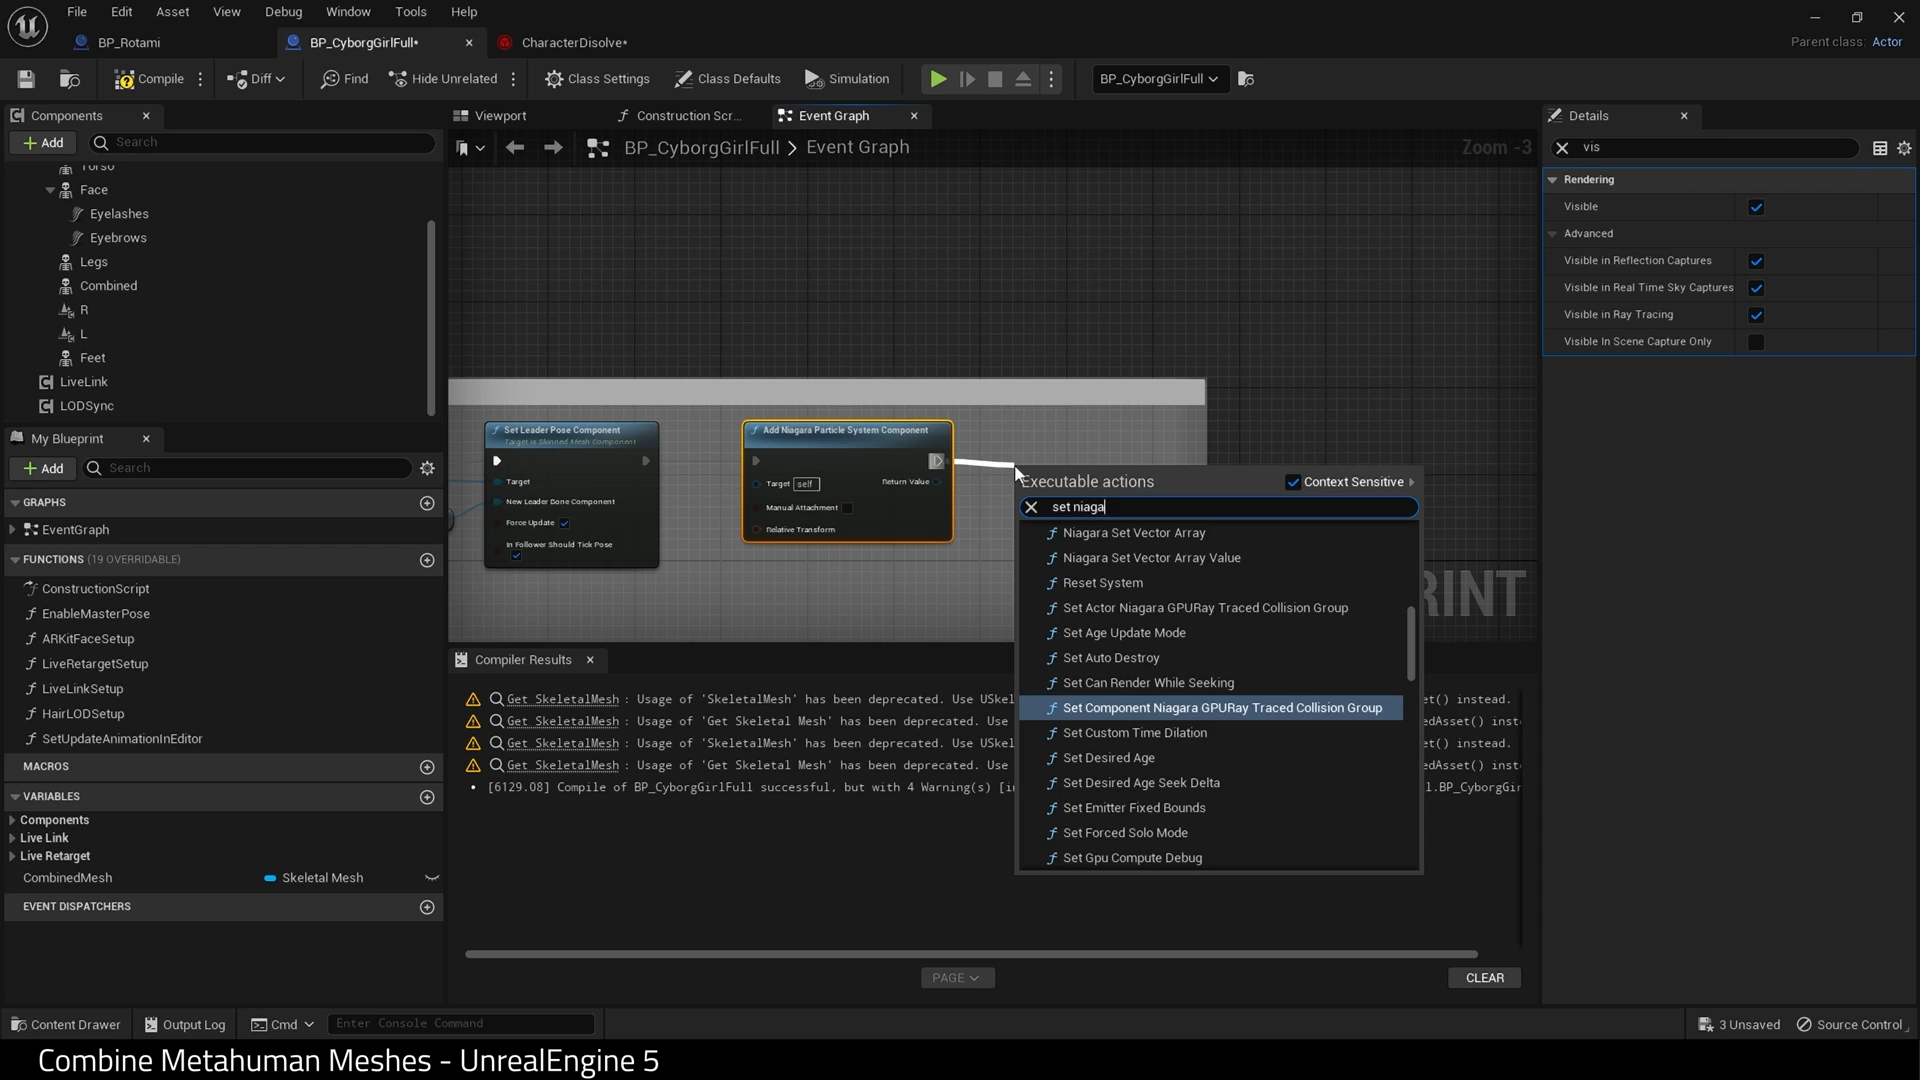 File Edit Asset View Debug Window Tools Help
Parent class: Actor
BP_Rotami
BP_CyborgGirlFull*
CharacterDisolve*
Compile
Diff
Find
Hide Unrelated
Class Settings
Class Defaults
Simulation
BP_CyborgGirlFull
Components
Add
Search
Torso
Face
Eyelashes
Eyebrows
Legs
Combined
R
L
Feet
LiveLink
LODSync
My Blueprint
Add
Search
GRAPHS
EventGraph
FUNCTIONS (19 OVERRIDABLE)
ConstructionScript
EnableMasterPose
ARKitFaceSetup
LiveRetargetSetup
LiveLinkSetup
HairLODSetup
SetUpdateAnimationInEditor
MACROS
VARIABLES
Components
Live Link
Live Retarget
CombinedMesh Skeletal Mesh
EVENT DISPATCHERS
Viewport
Construction Scr...
Event Graph
BP_CyborgGirlFull > Event Graph
Zoom -3
Set Leader Pose Component
Target is Skinned Mesh Component
Target
New Leader Bone Component
Force Update
In Follower Should Tick Pose
Add Niagara Particle System Component
Target self
Return Value
Manual Attachment
Relative Transform
RINT
Executable actions
Context Sensitive
set niaga
Niagara Set Vector Array
Niagara Set Vector Array Value
Reset System
Set Actor Niagara GPURay Traced Collision Group
Set Age Update Mode
Set Auto Destroy
Set Can Render While Seeking
Set Component Niagara GPURay Traced Collision Group
Set Custom Time Dilation
Set Desired Age
Set Desired Age Seek Delta
Set Emitter Fixed Bounds
Set Forced Solo Mode
Set Gpu Compute Debug
Compiler Results
Get SkeletalMesh : Usage of 'SkeletalMesh' has been deprecated. Use USkel et() instead.
Get SkeletalMesh : Usage of 'Get Skeletal Mesh' has been deprecated. Use edAsset() inst
Get SkeletalMesh : Usage of 'SkeletalMesh' has been deprecated. Use USkel et() instead.
Get SkeletalMesh : Usage of 'Get Skeletal Mesh' has been deprecated. Use edAsset() inst
[6129.08] Compile of BP_CyborgGirlFull successful, but with 4 Warning(s) [in l.BP_CyborgGir
PAGE
CLEAR
Details
vis
Rendering
Visible
Advanced
Visible in Reflection Captures
Visible in Real Time Sky Captures
Visible in Ray Tracing
Visible In Scene Capture Only
Content Drawer
Output Log
Cmd
Enter Console Command
3 Unsaved
Source Control
Combine Metahuman Meshes - UnrealEngine 5